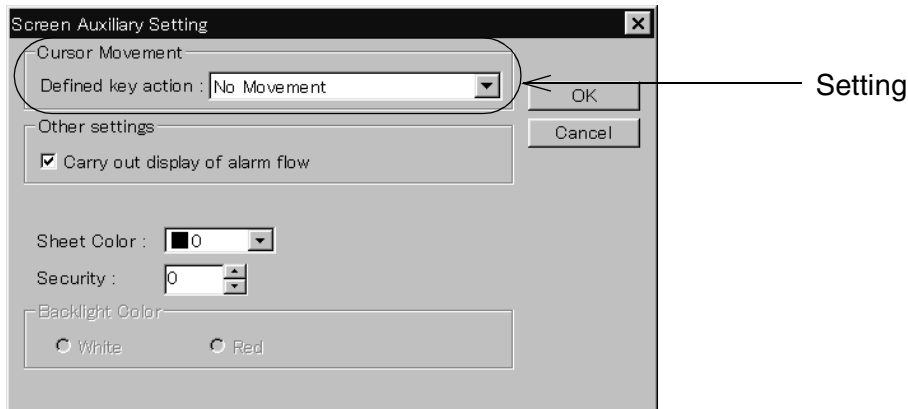 Screen Auxiliary Setting
Cursor Movement
Defined key action : No Movement
Setting
OK
Other settings
Cancel
Carry out display of alarm flow
Sheet Color : 0
Security : 0
Backlight Color
White Red